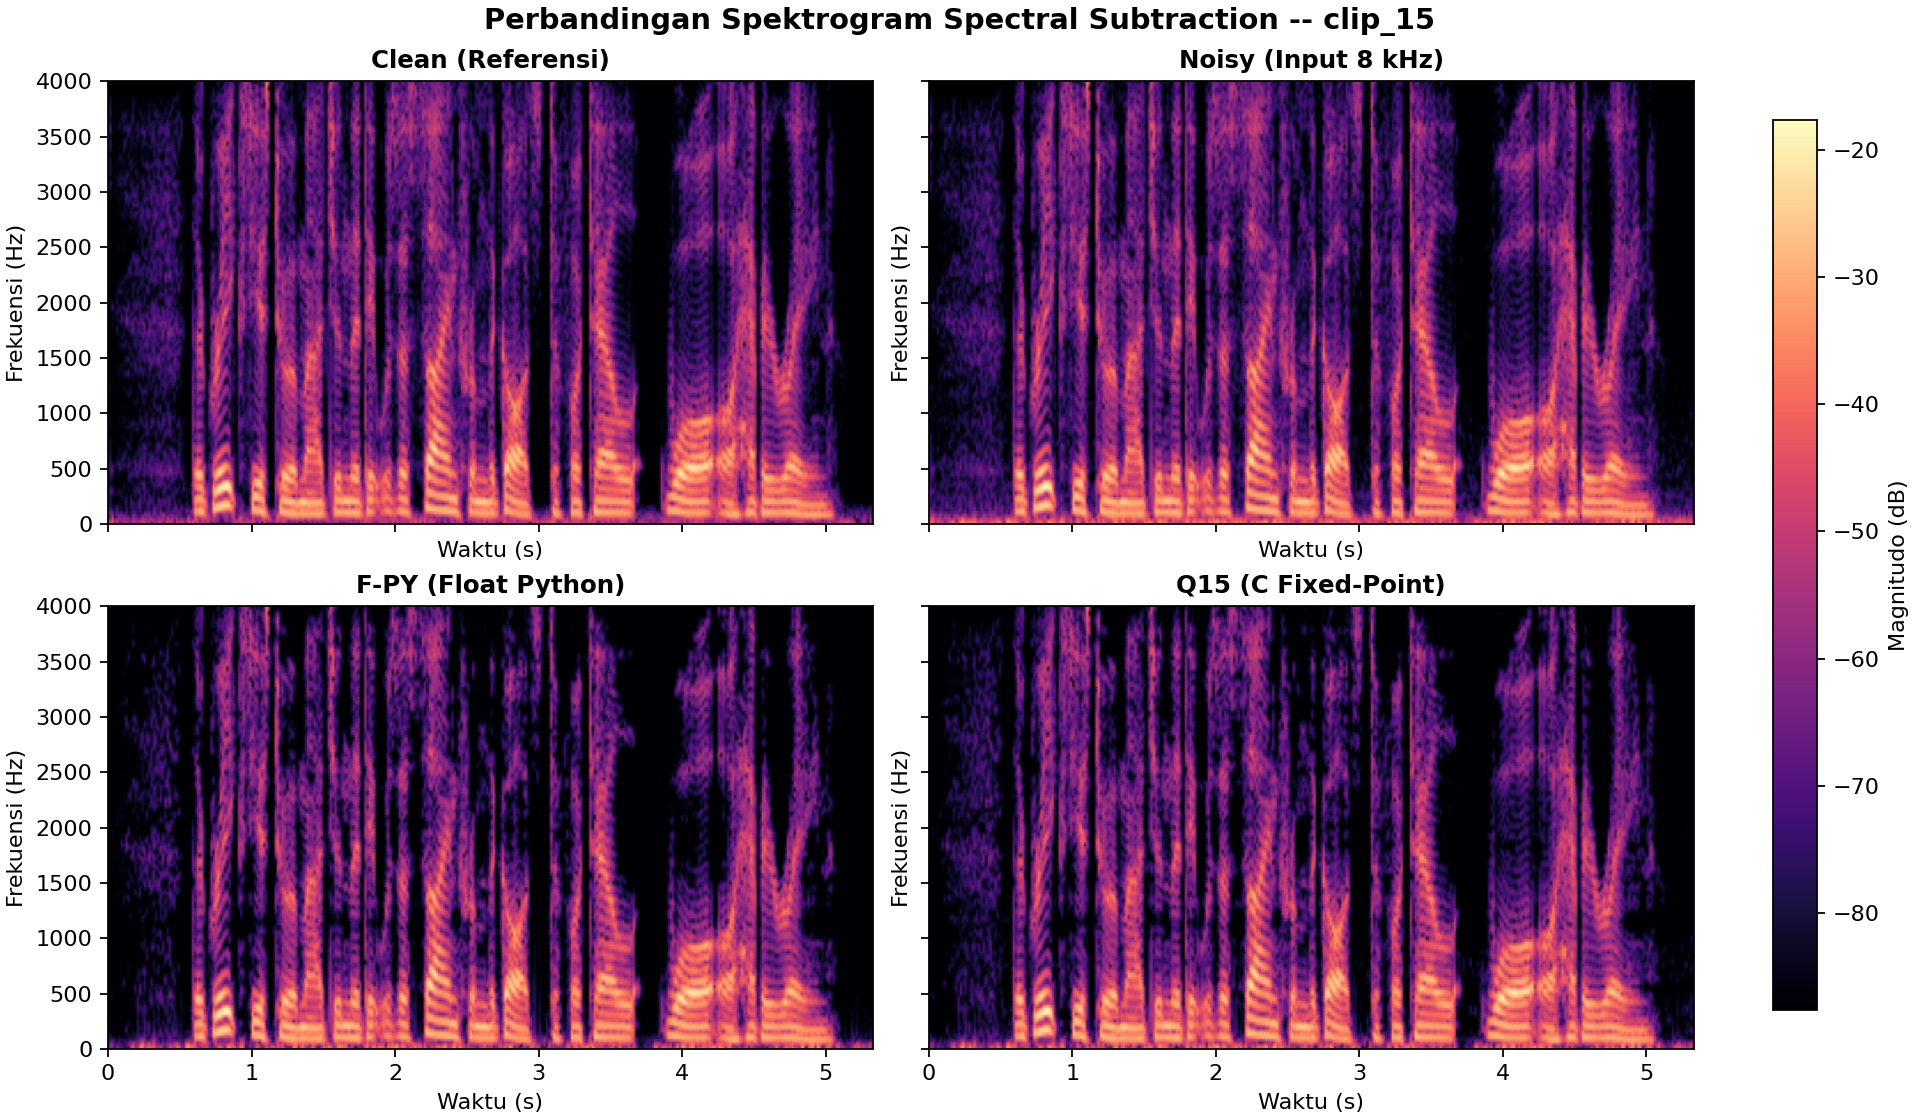 Perbandingan Spektrogram Spectral Subtraction -- clip_15
Clean (Referensi)
Noisy (Input 8 kHz)
4000
3500
3000
2500
2000
1500
1000
500
0
Frekuensi (Hz)
Frekuensi (Hz)
Waktu (s)
Waktu (s)
F-PY (Float Python)
Q15 (C Fixed-Point)
4000
3500
3000
2500
2000
1500
1000
500
0
Frekuensi (Hz)
Frekuensi (Hz)
0 1 2 3 4 5
0 1 2 3 4 5
Waktu (s)
Waktu (s)
−20
−30
−40
−50
−60
−70
−80
Magnitudo (dB)